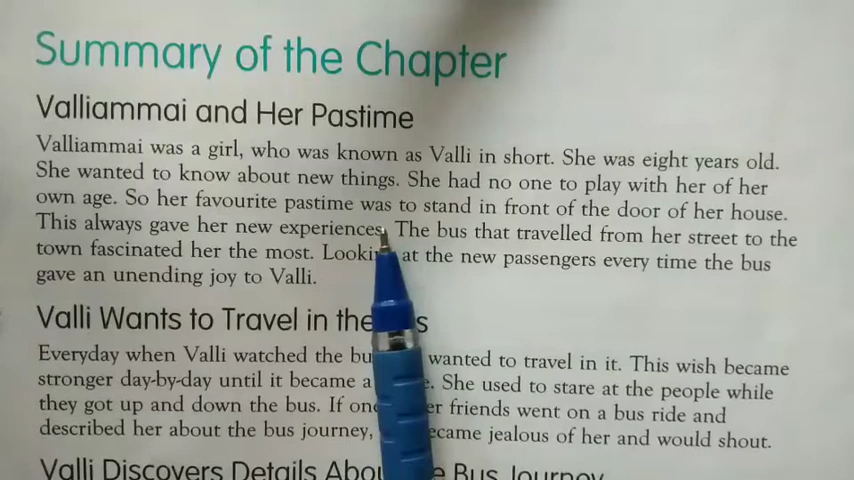 Summary of the Chapter
Valliammai and Her Pastime
Valliammai was a girl, who was known as Valli in short. She was eight years old.
She wanted to know about new things. She had no one to play with her of her
own age. So her favourite pastime was to stand in front of the door of her house.
This always gave her new experiences. The bus that travelled from her street to the
town fascinated her the most. Looking at the new passengers every time the bus
gave an unending joy to Valli.
Valli Wants to Travel in the
Everyday when Valli watched the wanted to travel in it. This wish became
stronger day-by-day until it became a She used to stare at the people while
they got up and down the bus. If friends went on a bus ride and
described her about the bus journey, became jealous of her and would shout.
Valli Discovers Details Bus Journey